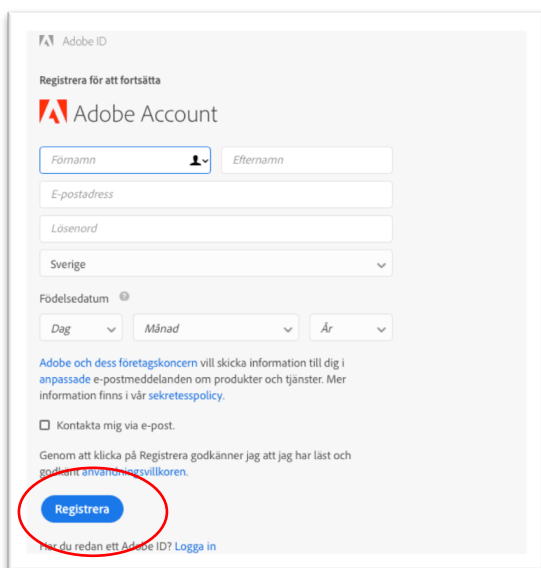 Adobe ID
Registrera för att fortsätta
Adobe Account
Förnamn Efternamn
E-postadress
Lösenord
Sverige
Födelsedatum ?
Dag Månad År
Adobe och dess företagskoncern vill skicka information till dig i
anpassade e-postmeddelanden om produkter och tjänster. Mer
information finns i vår sekretesspolicy.
Kontakta mig via e-post.
Genom att klicka på Registrera godkänner jag att jag har läst och
godkänt användningsvillkoren.
Registrera
Har du redan ett Adobe ID? Logga in